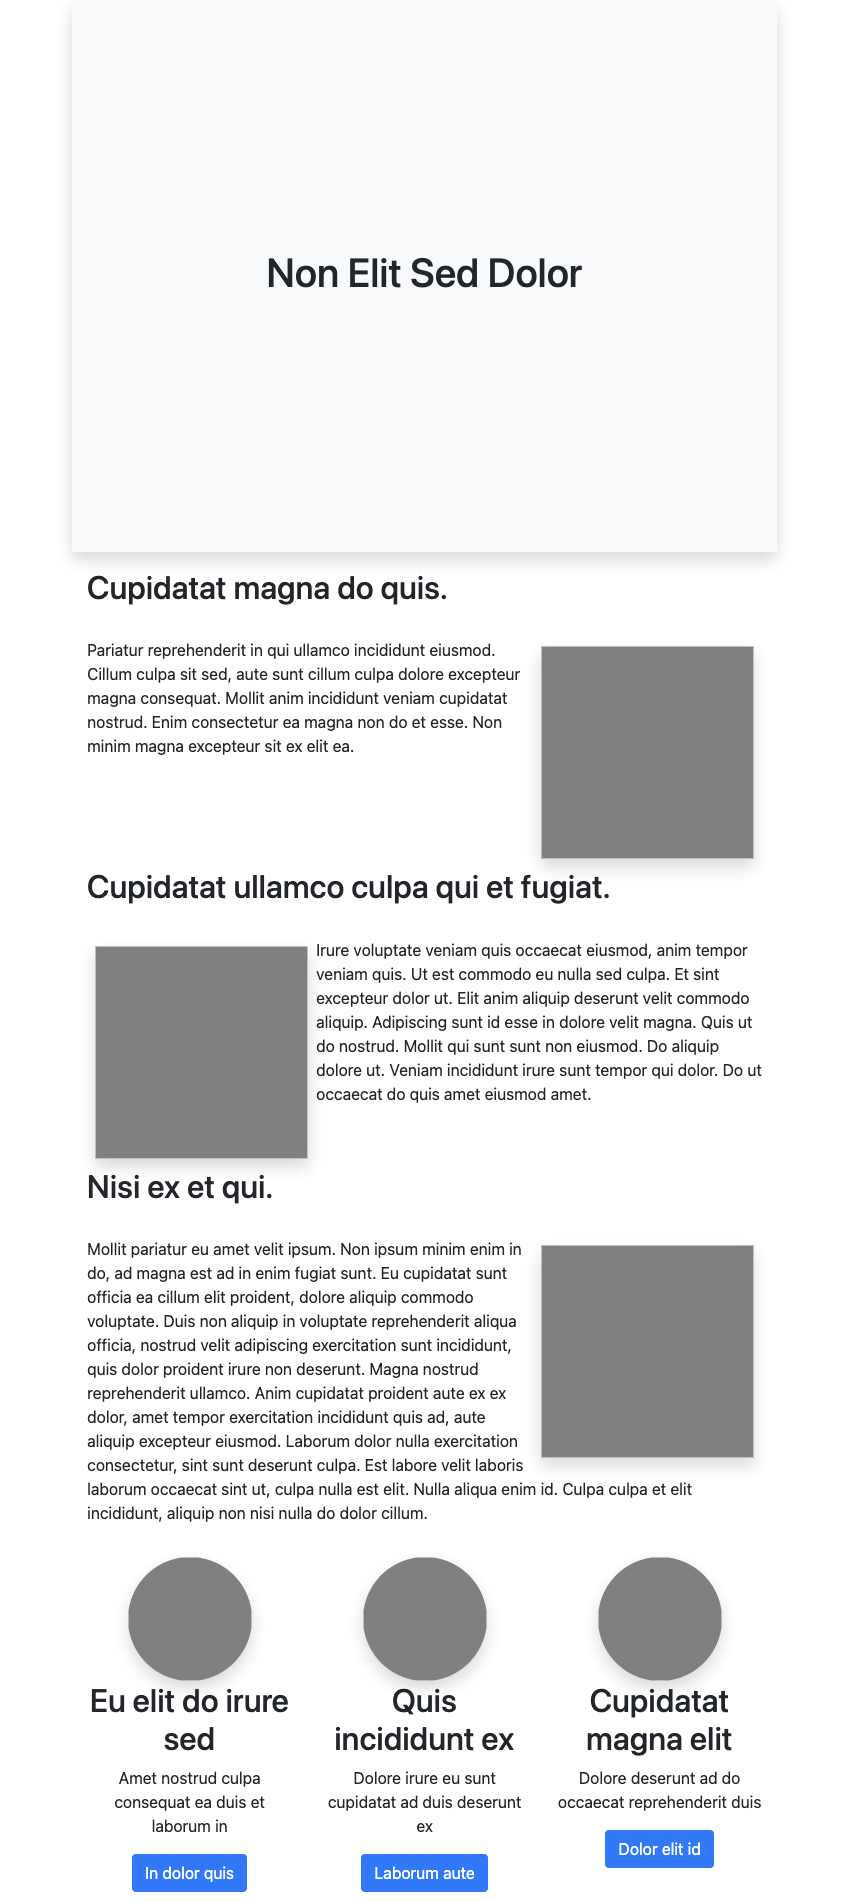 Non Elit Sed Dolor
Cupidatat magna do quis.
Pariatur reprehenderit in qui ullamco incididunt eiusmod.
Cillum culpa sit sed, aute sunt cillum culpa dolore excepteur
magna consequat. Mollit anim incididunt veniam cupidatat
nostrud. Enim consectetur ea magna non do et esse. Non
minim magna excepteur sit ex elit ea.
Cupidatat ullamco culpa qui et fugiat.
Irure voluptate veniam quis occaecat eiusmod, anim tempor
veniam quis. Ut est commodo eu nulla sed culpa. Et sint
excepteur dolor ut. Elit anim aliquip deserunt velit commodo
aliquip. Adipiscing sunt id esse in dolore velit magna. Quis ut
do nostrud. Mollit qui sunt sunt non eiusmod. Do aliquip
dolore ut. Veniam incididunt irure sunt tempor qui dolor. Do ut
occaecat do quis amet eiusmod amet.
Nisi ex et qui.
Mollit pariatur eu amet velit ipsum. Non ipsum minim enim in
do, ad magna est ad in enim fugiat sunt. Eu cupidatat sunt
officia ea cillum elit proident, dolore aliquip commodo
voluptate. Duis non aliquip in voluptate reprehenderit aliqua
officia, nostrud velit adipiscing exercitation sunt incididunt,
quis dolor proident irure non deserunt. Magna nostrud
reprehenderit ullamco. Anim cupidatat proident aute ex ex
dolor, amet tempor exercitation incididunt quis ad, aute
aliquip excepteur eiusmod. Laborum dolor nulla exercitation
consectetur, sint sunt deserunt culpa. Est labore velit laboris
laborum occaecat sint ut, culpa nulla est elit. Nulla aliqua enim id. Culpa culpa et elit
incididunt, aliquip non nisi nulla do dolor cillum.
Eu elit do irure
sed
Amet nostrud culpa
consequat ea duis et
laborum in
In dolor quis
Quis
incididunt ex
Dolore irure eu sunt
cupidatat ad duis deserunt
ex
Laborum aute
Cupidatat
magna elit
Dolore deserunt ad do
occaecat reprehenderit duis
Dolor elit id